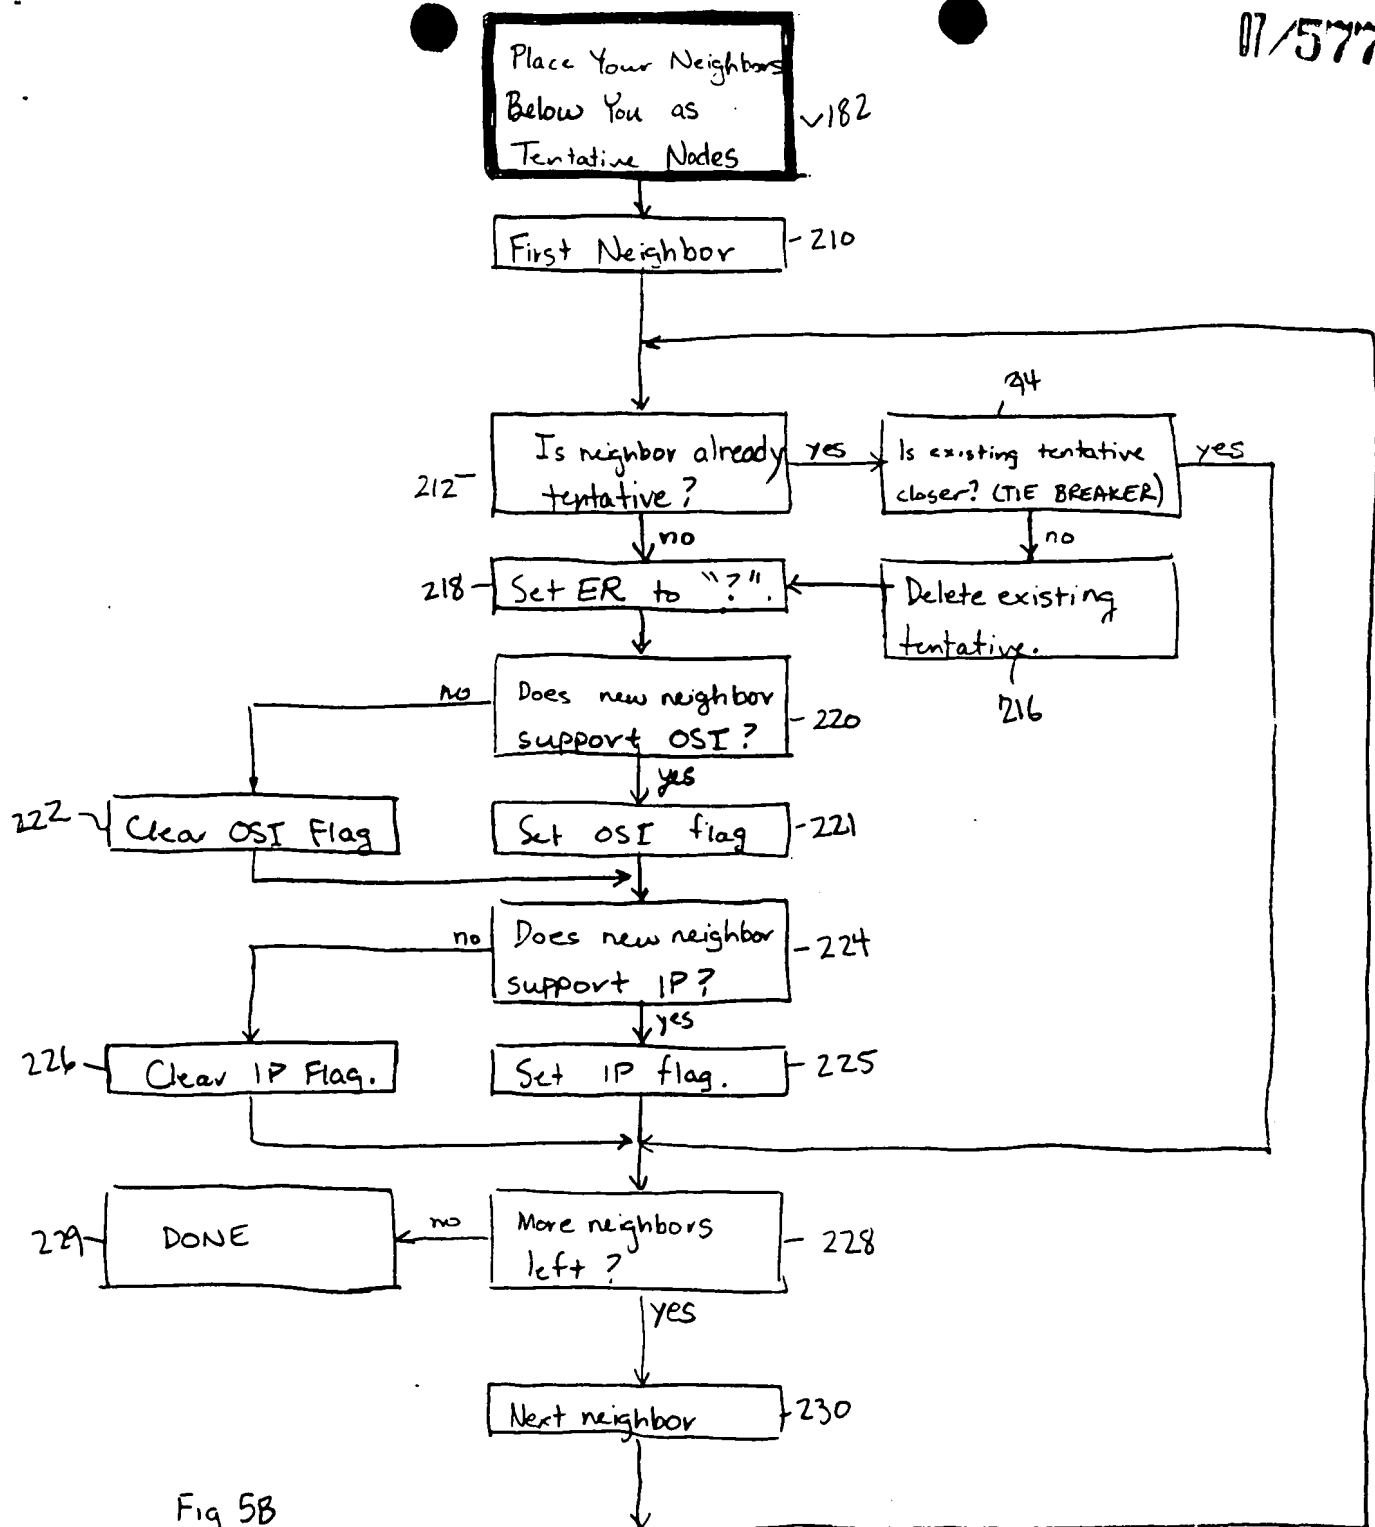 07/577
Place Your Neighbors
Below You as
Tentative Nodes
182
First Neighbor
210
Is neighbor already
tentative?
212
yes
Is existing tentative
closer? (TIE BREAKER)
yes
no
no
218
Set ER to "?".
Delete existing
tentative.
216
no
Does new neighbor
support OSI?
220
yes
222
Clear OSI Flag
Set OSI flag
221
no
Does new neighbor
support IP?
224
yes
226
Clear IP Flag.
Set IP flag.
225
229
DONE
no
More neighbors
left?
228
yes
Next neighbor
230
Fig 5B